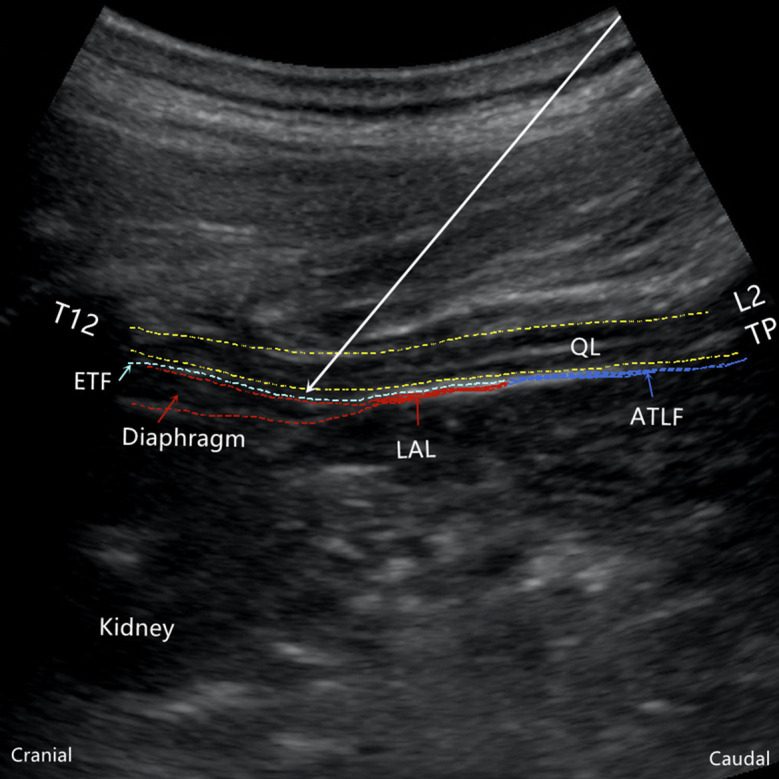 T12
L2
TP
QL
ETF
Diaphragm
LAL
ATLF
Kidney
Cranial
Caudal